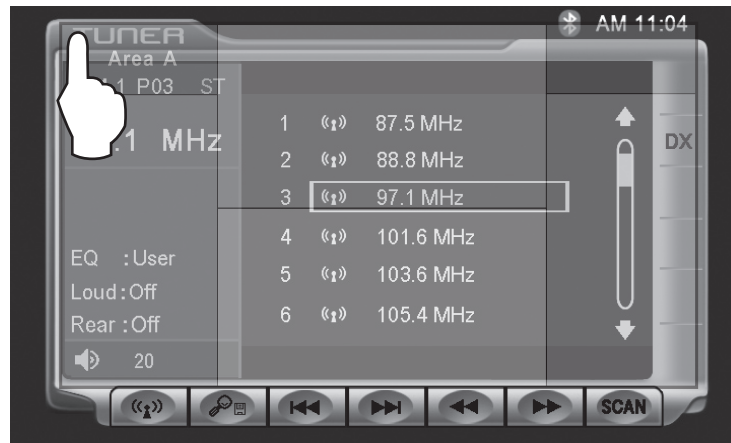 TUNER
AM 11:04
Area A
1 P03 ST
.1 MHz
DX
1 87.5 MHz
2 88.8 MHz
3 97.1 MHz
4 101.6 MHz
5 103.6 MHz
6 105.4 MHz
EQ :User
Loud:Off
Rear :Off
20
SCAN